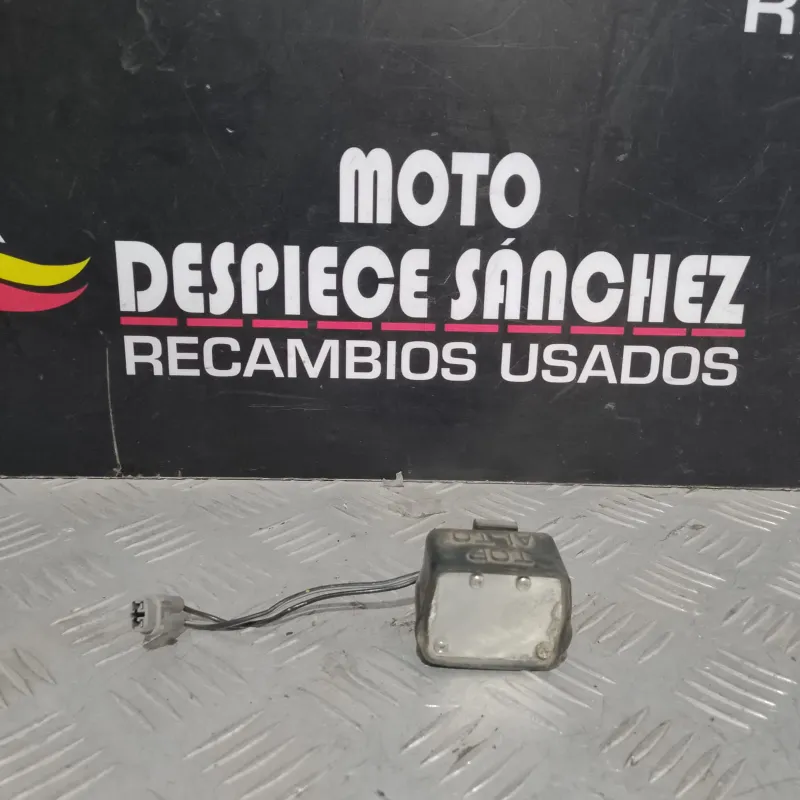 R
MOTO
DESPIECE SÁNCHEZ
RECAMBIOS USADOS
TOP
ALTO